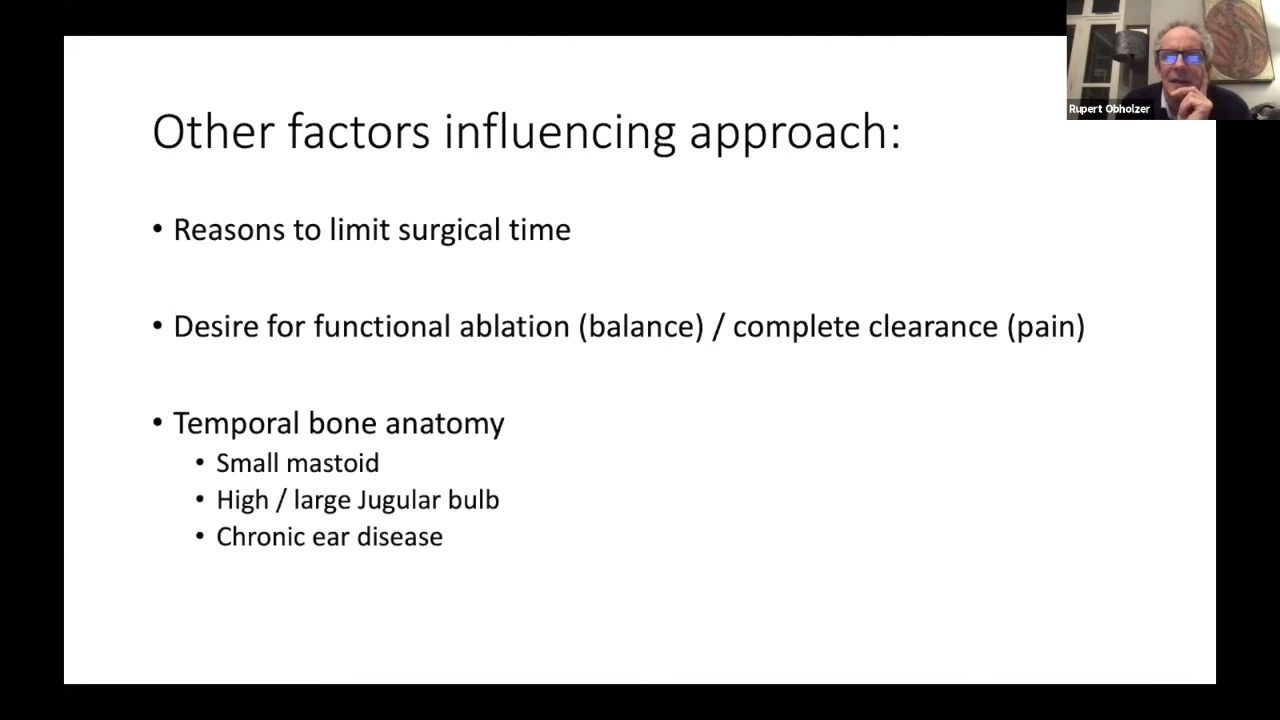 Rupert Obholzer
Other factors influencing approach:
• Reasons to limit surgical time
• Desire for functional ablation (balance) / complete clearance (pain)
• Temporal bone anatomy
• Small mastoid
• High / large Jugular bulb
• Chronic ear disease